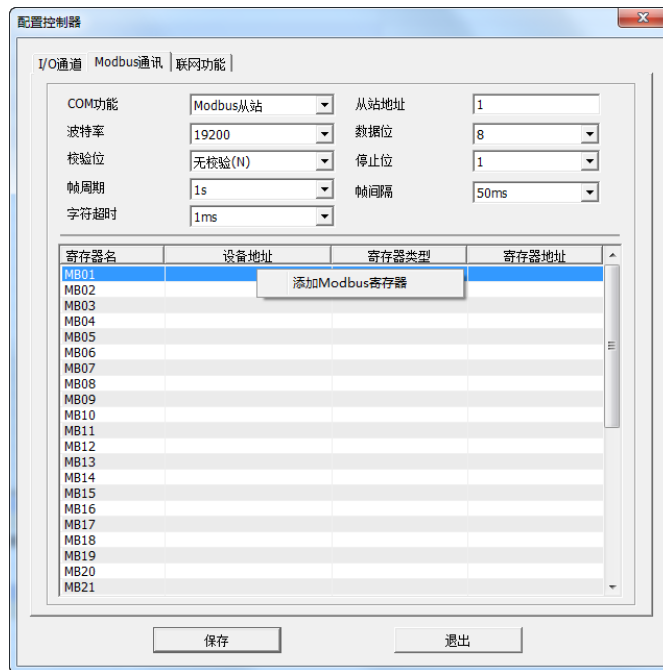 配置控制器
I/O通道 Modbus通讯 联网功能
COM功能 Modbus从站 从站地址 1
波特率 19200 数据位 8
校验位 无校验(N) 停止位 1
帧周期 1s 帧间隔 50ms
字符超时 1ms
寄存器名 设备地址 寄存器类型 寄存器地址
MB01
添加Modbus寄存器
MB02
MB03
MB04
MB05
MB06
MB07
MB08
MB09
MB10
MB11
MB12
MB13
MB14
MB15
MB16
MB17
MB18
MB19
MB20
MB21
保存 退出